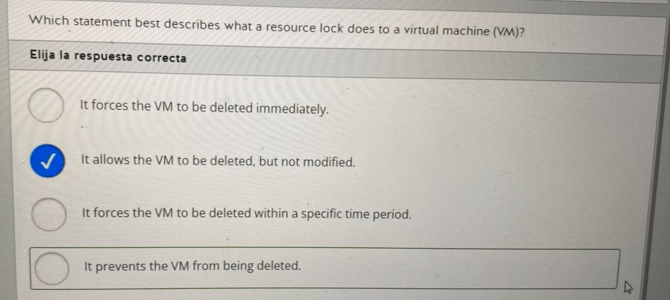 Which statement best describes what a resource lock does to a virtual machine (VM)?
Elija la respuesta correcta
It forces the VM to be deleted immediately.
It allows the VM to be deleted, but not modified.
It forces the VM to be deleted within a specific time period.
It prevents the VM from being deleted.